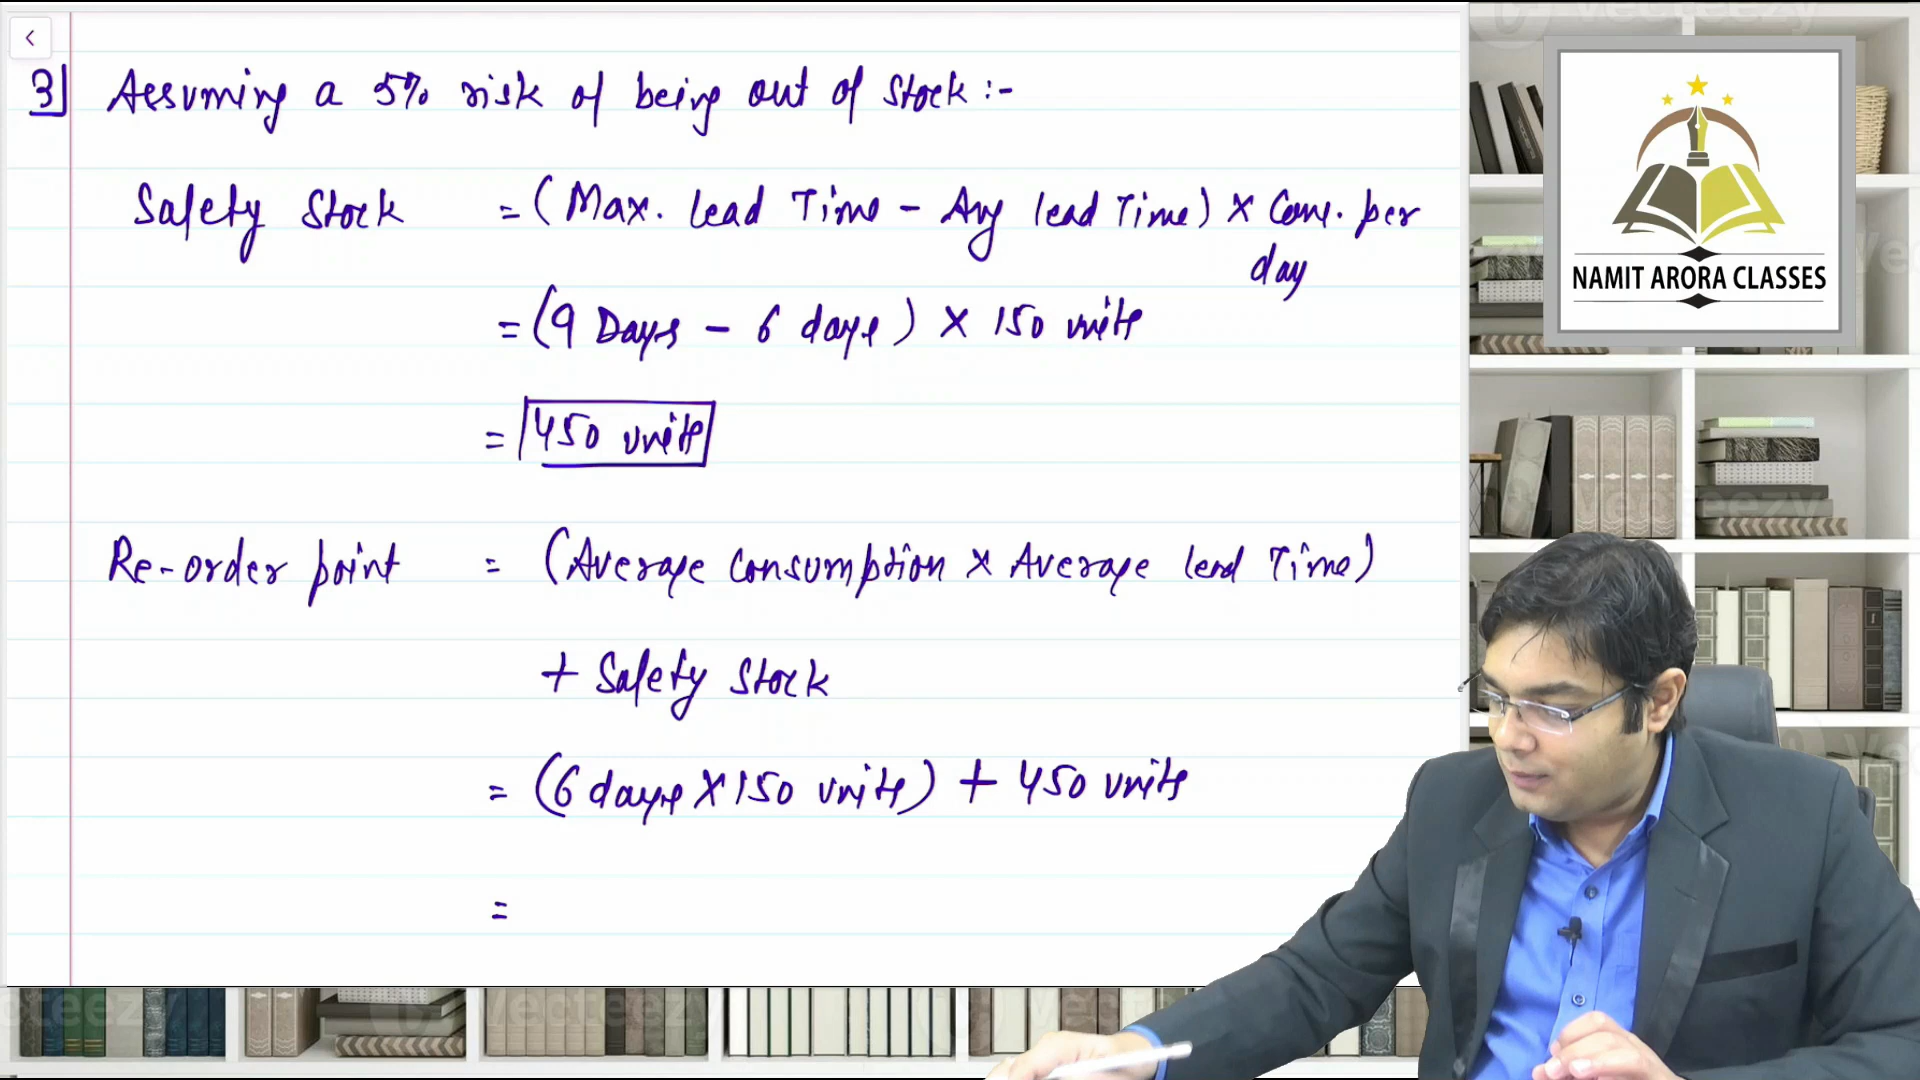 3] Assuming a 5% risk of being out of stock :-
Safety Stock = (Max. lead Time - Avg lead Time) × Cons. per
day
= (9 Days - 6 days) × 150 units
= 450 units
Re-order point = (Average Consumption × Average lead Time)
+ Safety Stock
= (6 days × 150 units) + 450 units
=
NAMIT ARORA CLASSES
Vecteezy
Vecteezy